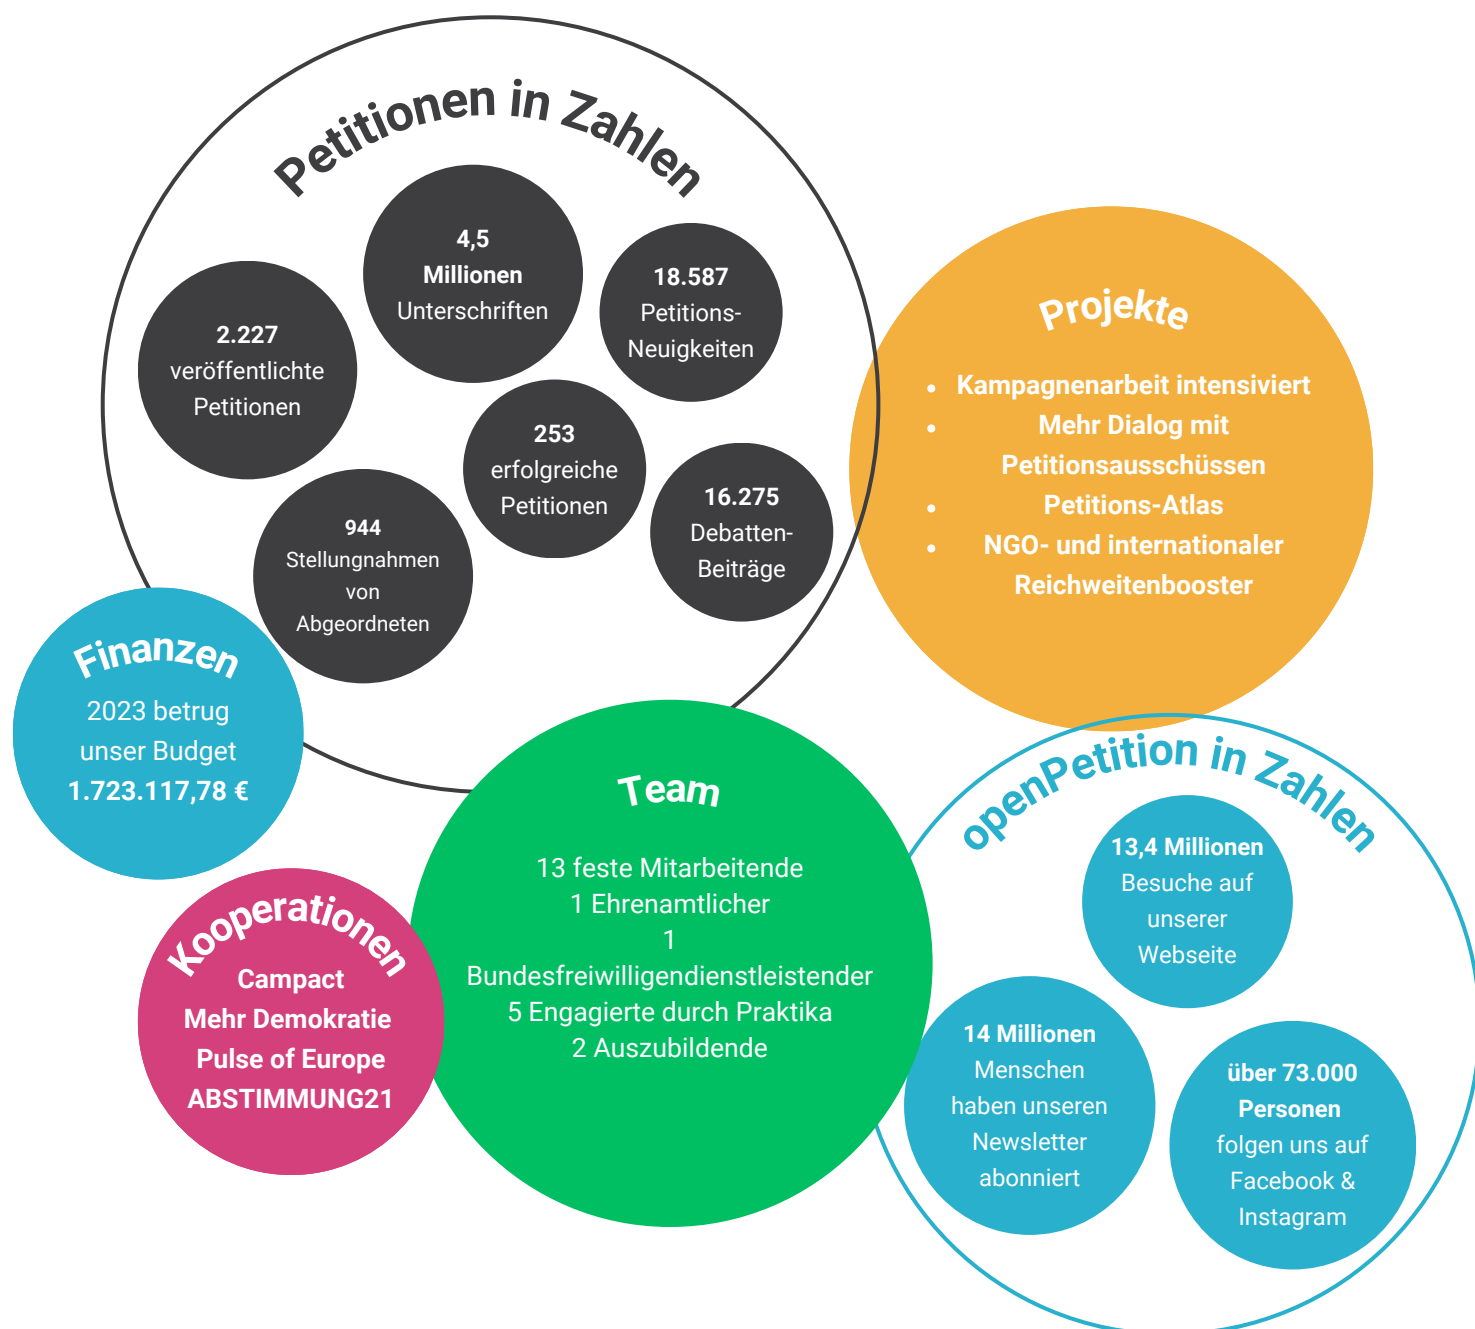 Petitionen in Zahlen
4,5
Millionen
Unterschriften
18.587
Petitions-
Neuigkeiten
2.227
veröffentlichte
Petitionen
253
erfolgreiche
Petitionen
16.275
Debatten-
Beiträge
944
Stellungnahmen
von
Abgeordneten
Projekte
• Kampagnenarbeit intensiviert
• Mehr Dialog mit
Petitionsausschüssen
• Petitions-Atlas
• NGO- und internationaler
Reichweitenbooster
Finanzen
2023 betrug
unser Budget
1.723.117,78 €
Team
13 feste Mitarbeitende
1 Ehrenamtlicher
1
Bundesfreiwilligendienstleistender
5 Engagierte durch Praktika
2 Auszubildende
Kooperationen
Campact
Mehr Demokratie
Pulse of Europe
ABSTIMMUNG21
openPetition in Zahlen
13,4 Millionen
Besuche auf
unserer
Webseite
14 Millionen
Menschen
haben unseren
Newsletter
abonniert
über 73.000
Personen
folgen uns auf
Facebook &
Instagram